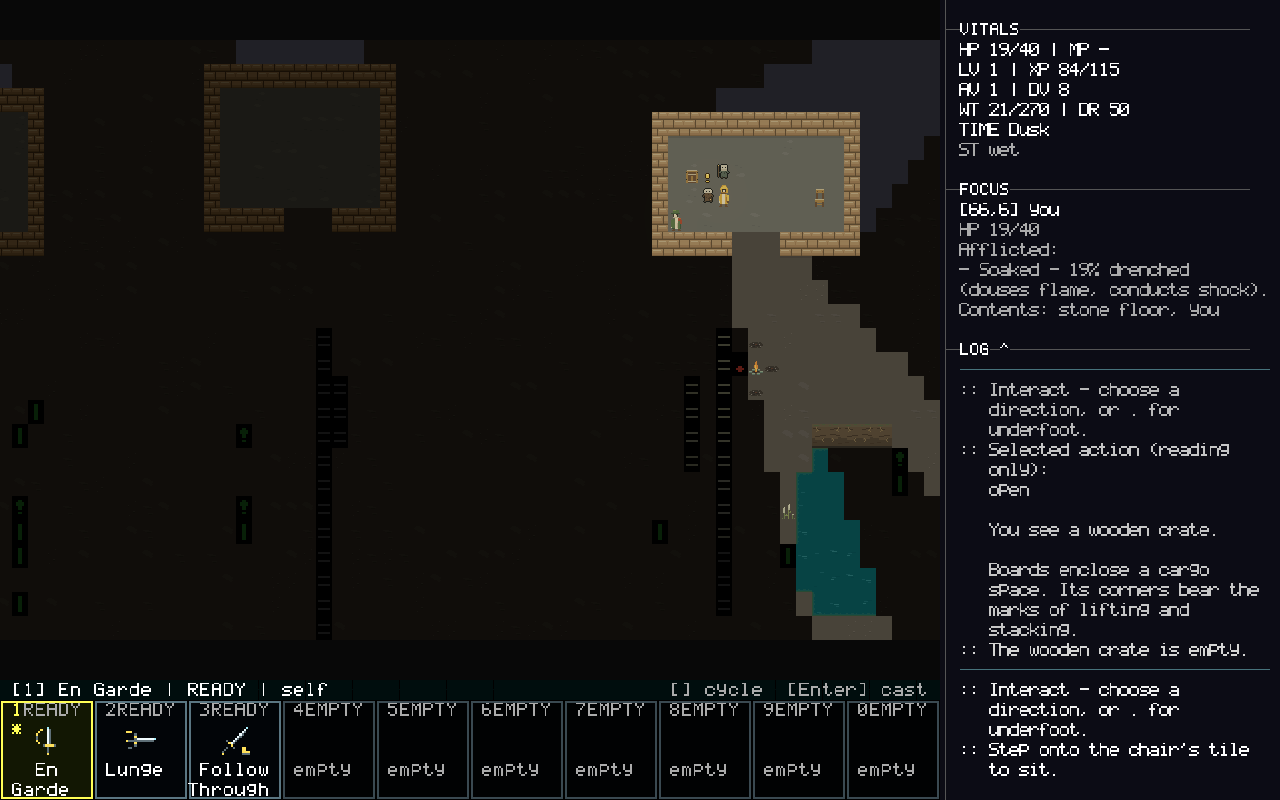 VITALS
HP 19/40 | MP -
LV 1 | XP 84/115
AV 1 | DV 8
WT 21/270 | DR 50
TIME Dusk
ST wet
FOCUS
[66,6] You
HP 19/40
Afflicted:
- Soaked - 19% drenched
(douses flame, conducts shock).
Contents: stone floor, You
LOG ^
:: Interact - choose a
direction, or . for
underfoot.
:: Selected action (reading
only):
open
You see a wooden crate.
Boards enclose a cargo
space. Its corners bear the
marks of lifting and
stacking.
:: The wooden crate is empty.
:: Interact - choose a
direction, or . for
underfoot.
:: Step onto the chair's tile
to sit.
[1] En Garde | READY | self
[] cycle [Enter] cast
1READY 2READY 3READY 4EMPTY 5EMPTY 6EMPTY 7EMPTY 8EMPTY 9EMPTY 0EMPTY
*
En Lunge Follow empty empty empty empty empty empty empty
Garde Through